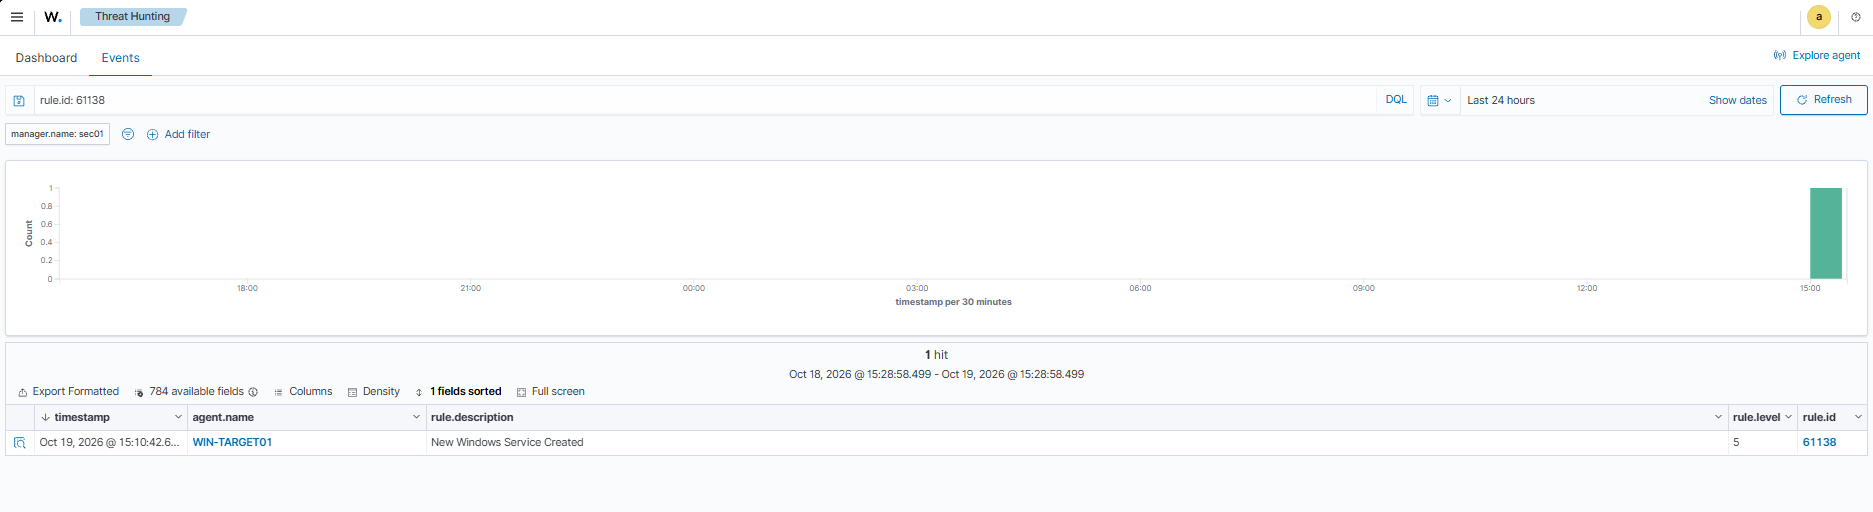 W.
Threat Hunting
a
Dashboard
Events
Explore agent
rule.id: 61138
DQL
Last 24 hours
Show dates
Refresh
manager.name: sec01
Add filter
Count
1
0.8
0.6
0.4
0.2
0
18:00
21:00
00:00
03:00
06:00
09:00
12:00
15:00
timestamp per 30 minutes
1 hit
Oct 18, 2026 @ 15:28:58.499 - Oct 19, 2026 @ 15:28:58.499
Export Formatted
784 available fields
Columns
Density
1 fields sorted
Full screen
timestamp
agent.name
rule.description
rule.level
rule.id
Oct 19, 2026 @ 15:10:42.6...
WIN-TARGET01
New Windows Service Created
5
61138